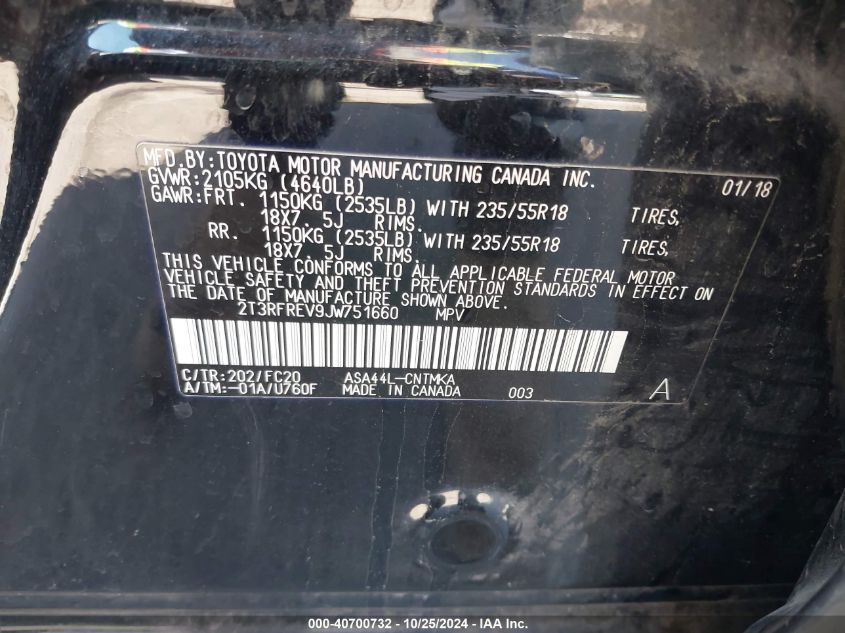 MFD. BY: TOYOTA MOTOR MANUFACTURING CANADA INC. 01/18
GVWR: 2105KG (4640LB)
GAWR: FRT. 1150KG (2535LB) WITH 235/55R18 TIRES,
18X7. 5J RIMS.
RR. 1150KG (2535LB) WITH 235/55R18 TIRES,
18X7. 5J RIMS.
THIS VEHICLE CONFORMS TO ALL APPLICABLE FEDERAL MOTOR
VEHICLE SAFETY AND THEFT PREVENTION STANDARDS IN EFFECT ON
THE DATE OF MANUFACTURE SHOWN ABOVE.
2T3RFREV9JW751660 MPV
C/TR: 202/FC20 ASA44L-CNTMKA
A/TM: -01A/U760F MADE IN CANADA 003 A
000-40700732 - 10/25/2024 - IAA Inc.